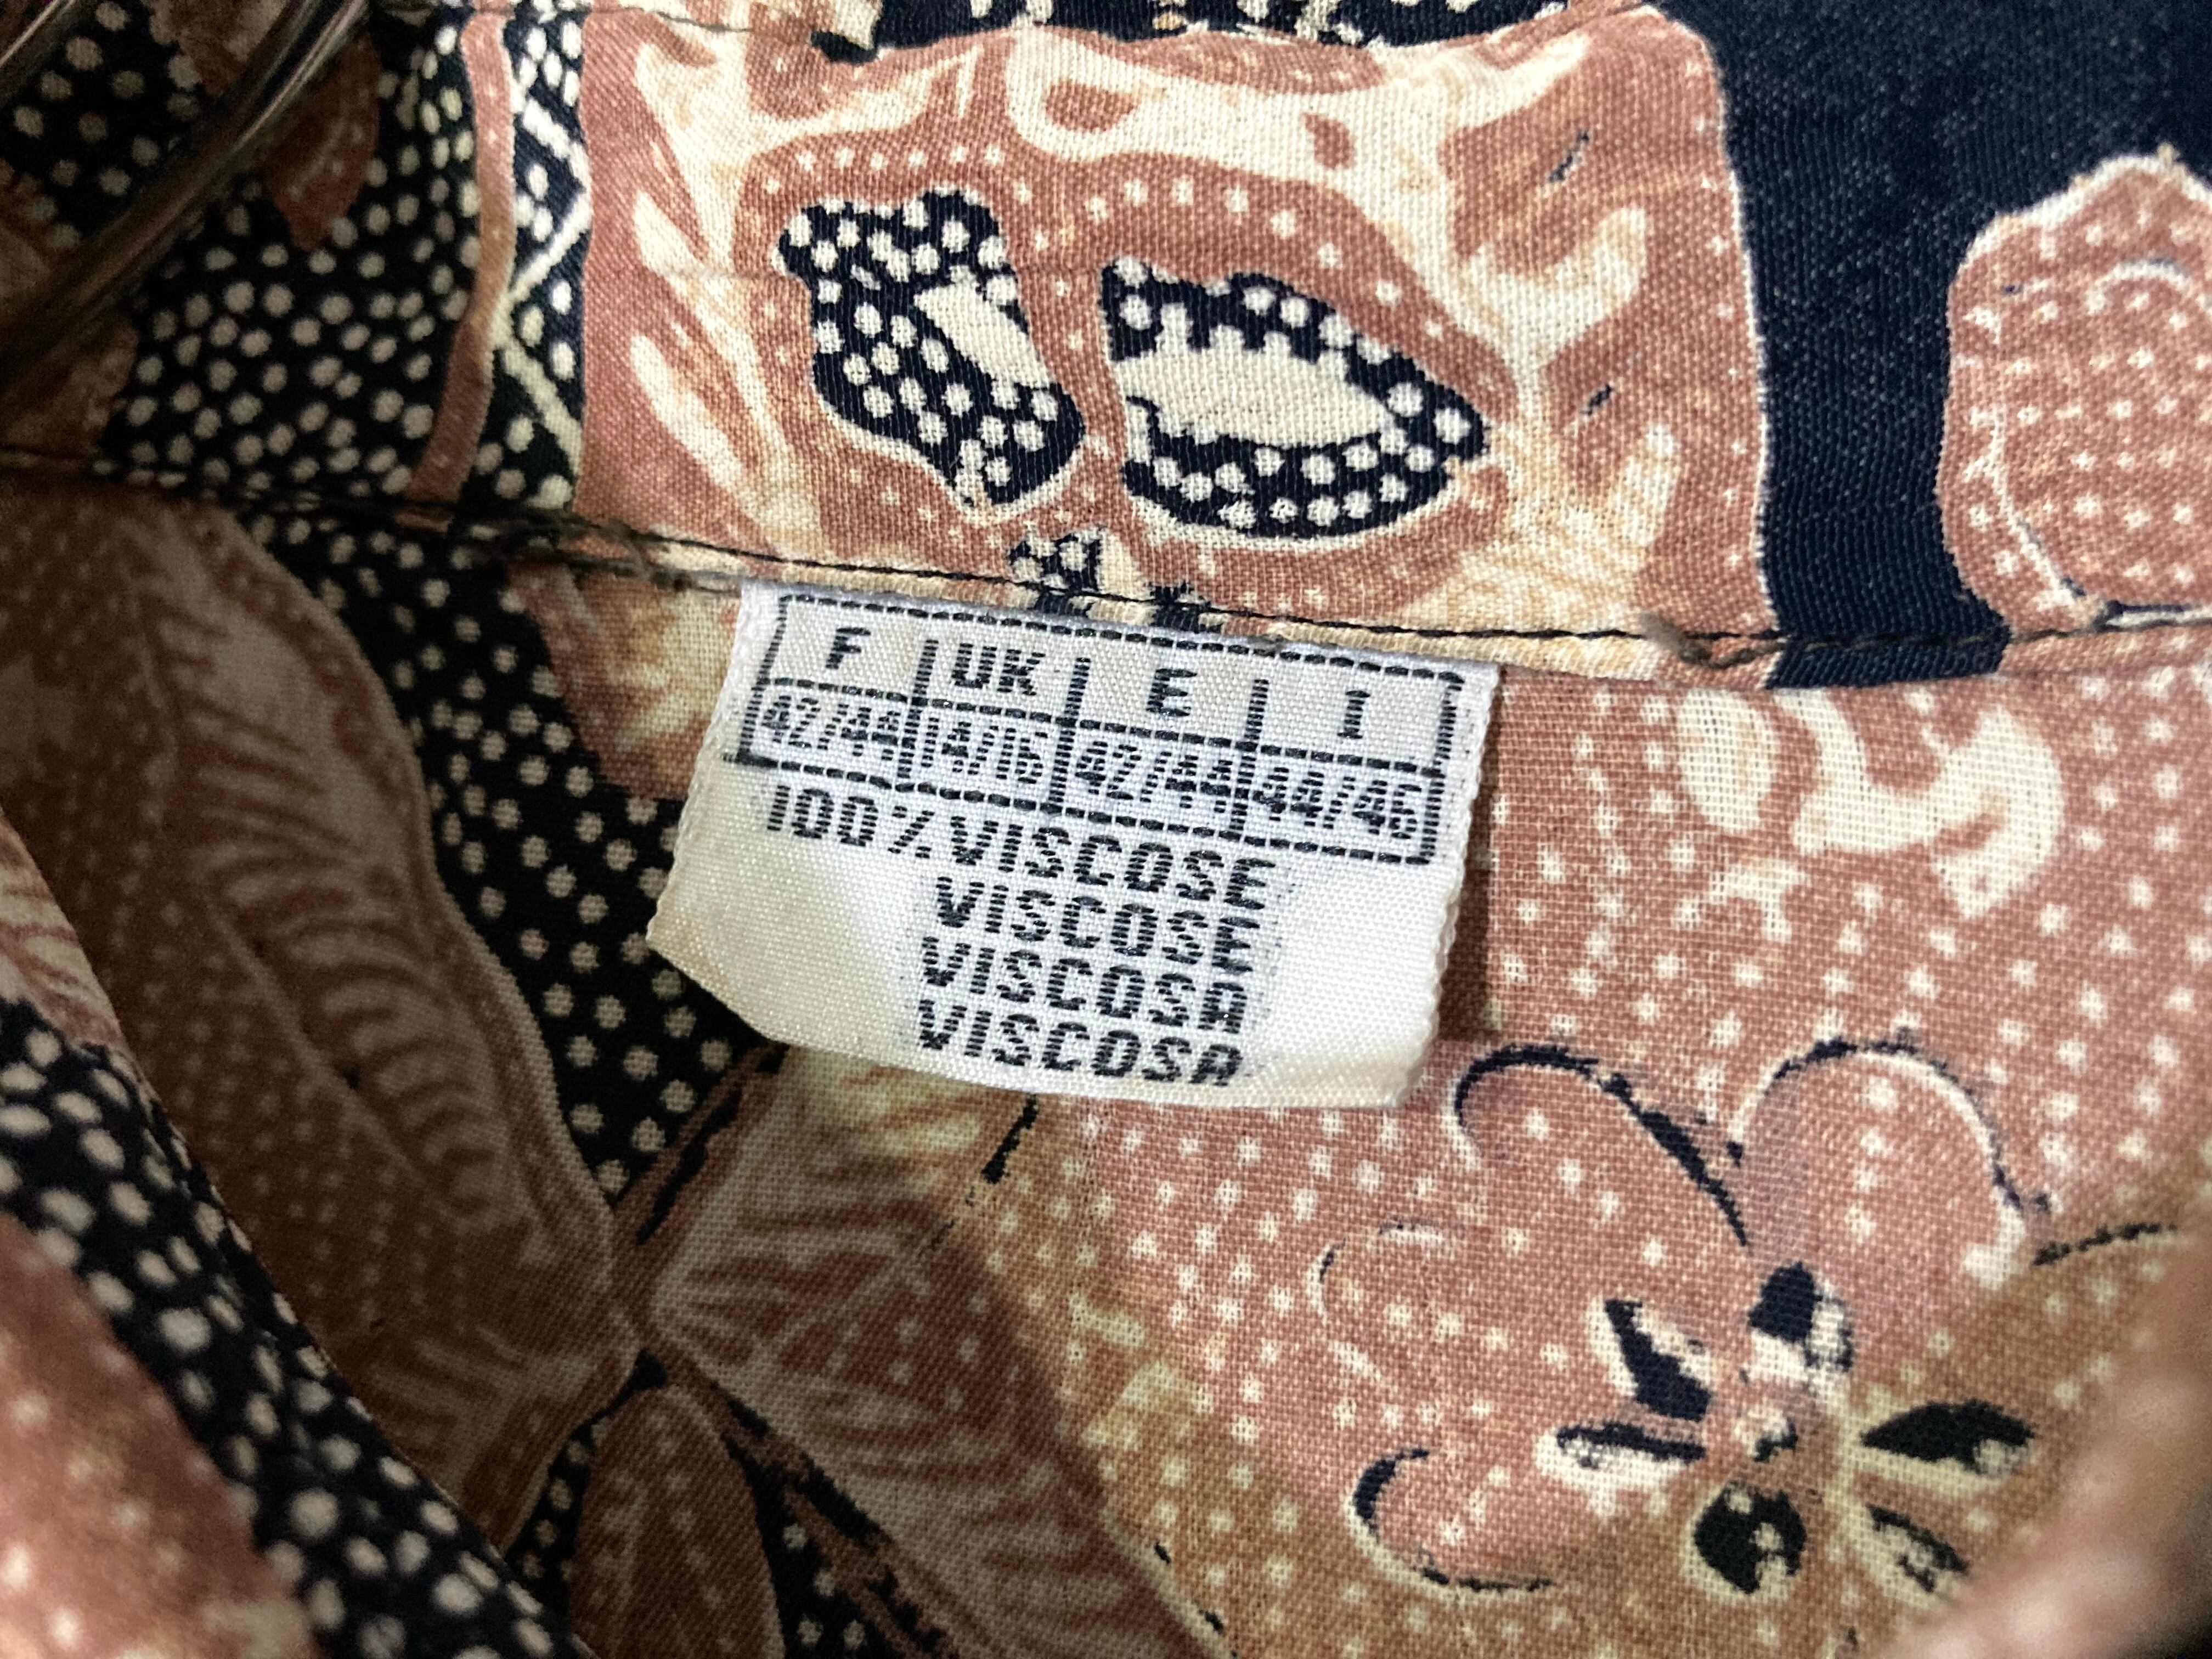 F UK E I
42/44 14/16 42/44 44/46
100% VISCOSE
VISCOSE
VISCOSA
VISCOSA